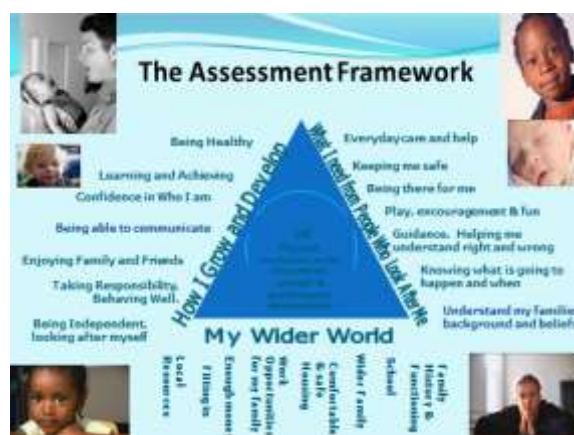 The Assessment Framework
Being Healthy
Learning and Achieving
Confidence in Who I am
Being able to communicate
Enjoying Family and Friends
Taking Responsibility.
Behaving Well.
Being Independent,
looking after myself
How I Grow and Develop
What I need from People Who Look After Me
Everyday care and help
Keeping me safe
Being there for me
Play, encouragement & fun
Guidance. Helping me
understand right and wrong
Knowing what is going to
happen and when
Understand my families
background and beliefs
My Wider World
Local
Resources
Fitting in
Enough money
Work
Opportunities
for my family
Comfortable
& safe
Housing
Wider Family
School
Family
History &
Functioning